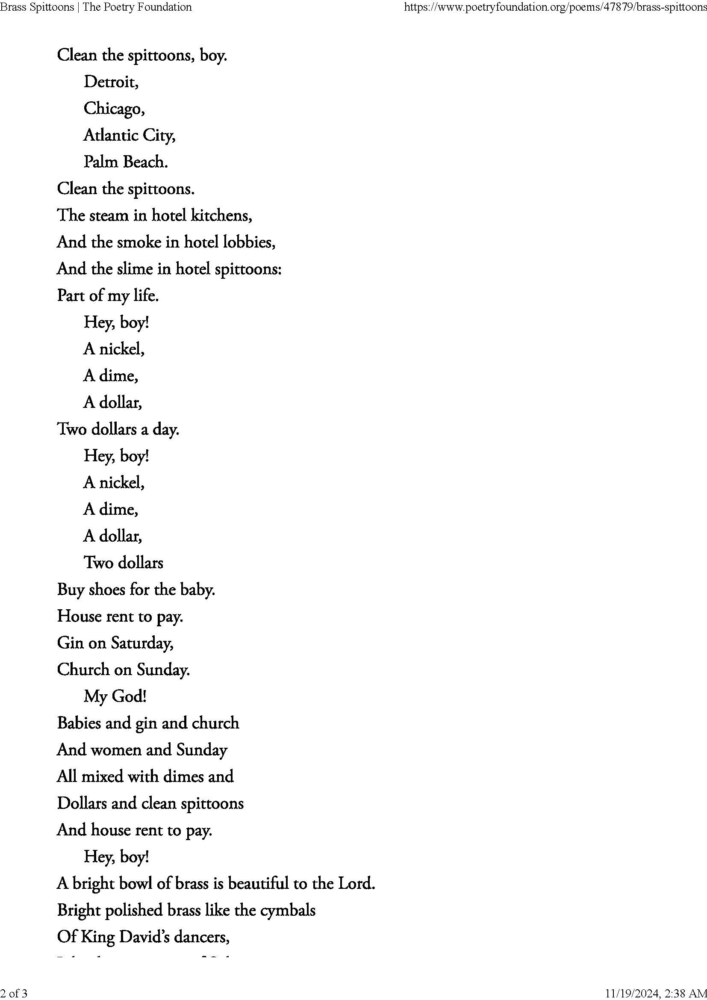 Brass Spittoons | The Poetry Foundation https://www.poetryfoundation.org/poems/47879/brass-spittoons
Clean the spittoons, boy.
Detroit,
Chicago,
Atlantic City,
Palm Beach.
Clean the spittoons.
The steam in hotel kitchens,
And the smoke in hotel lobbies,
And the slime in hotel spittoons:
Part of my life.
Hey, boy!
A nickel,
A dime,
A dollar,
Two dollars a day.
Hey, boy!
A nickel,
A dime,
A dollar,
Two dollars
Buy shoes for the baby.
House rent to pay.
Gin on Saturday,
Church on Sunday.
My God!
Babies and gin and church
And women and Sunday
All mixed with dimes and
Dollars and clean spittoons
And house rent to pay.
Hey, boy!
A bright bowl of brass is beautiful to the Lord.
Bright polished brass like the cymbals
Of King David’s dancers,
2 of 3 11/19/2024, 2:38 AM